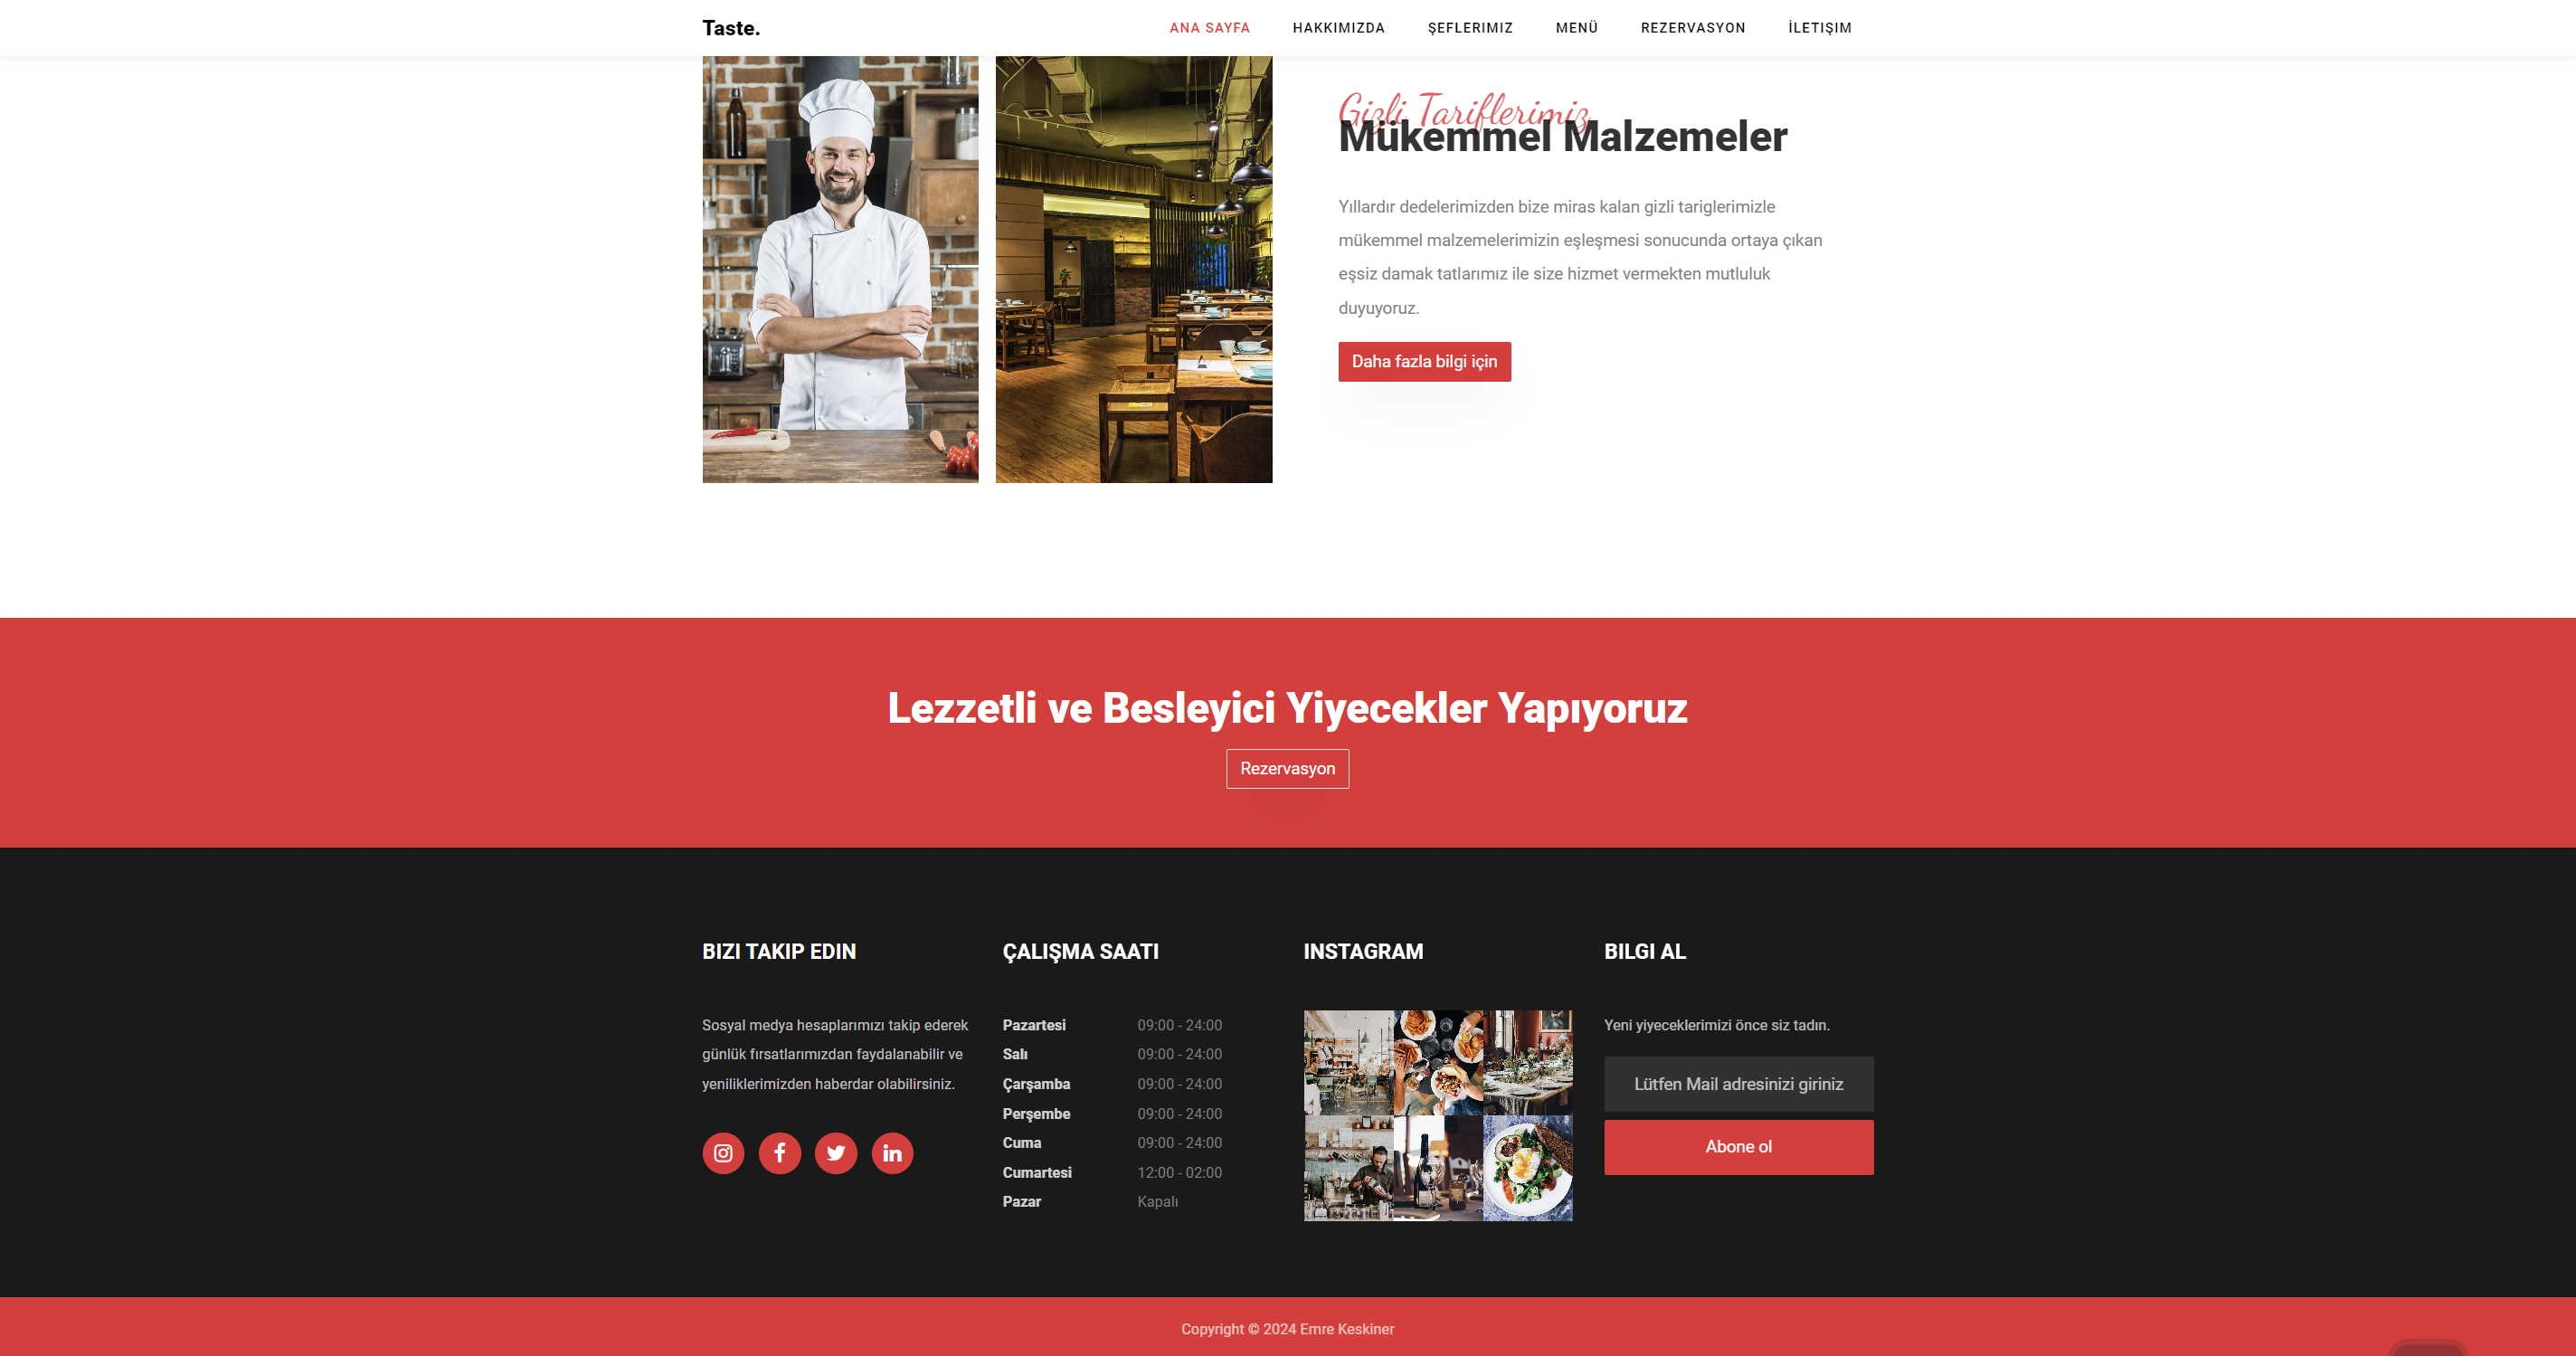 Taste.
ANA SAYFA
HAKKIMIZDA
ŞEFLERIMIZ
MENÜ
REZERVASYON
İLETIŞIM
Gizli Tariflerimiz
Mükemmel Malzemeler
Yıllardır dedelerimizden bize miras kalan gizli tariglerimizle
mükemmel malzemelerimizin eşleşmesi sonucunda ortaya çıkan
eşsiz damak tatlarımız ile size hizmet vermekten mutluluk
duyuyoruz.
Daha fazla bilgi için
Lezzetli ve Besleyici Yiyecekler Yapıyoruz
Rezervasyon
BIZI TAKIP EDIN
Sosyal medya hesaplarımızı takip ederek
günlük fırsatlarımızdan faydalanabilir ve
yeniliklerimizden haberdar olabilirsiniz.
ÇALIŞMA SAATI
Pazartesi 09:00 - 24:00
Salı 09:00 - 24:00
Çarşamba 09:00 - 24:00
Perşembe 09:00 - 24:00
Cuma 09:00 - 24:00
Cumartesi 12:00 - 02:00
Pazar Kapalı
INSTAGRAM
BILGI AL
Yeni yiyeceklerimizi önce siz tadın.
Lütfen Mail adresinizi giriniz
Abone ol
Copyright © 2024 Emre Keskiner